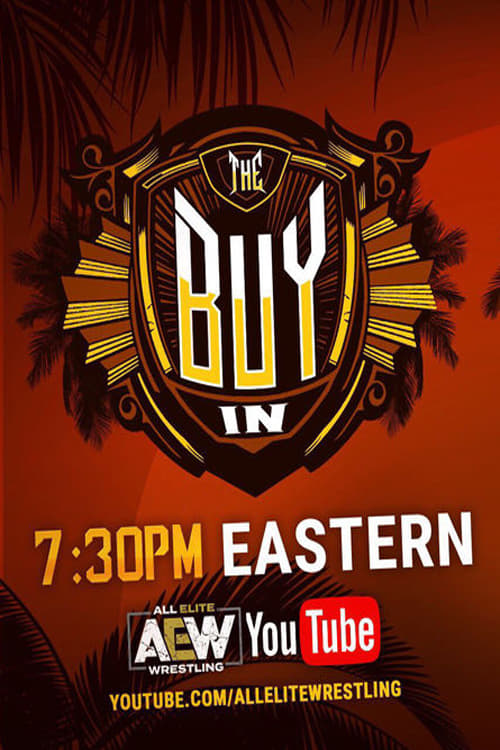 THE
BUY
IN
7:30PM EASTERN
ALL ELITE
AEW
WRESTLING
YouTube
YOUTUBE.COM/ALLELITEWRESTLING